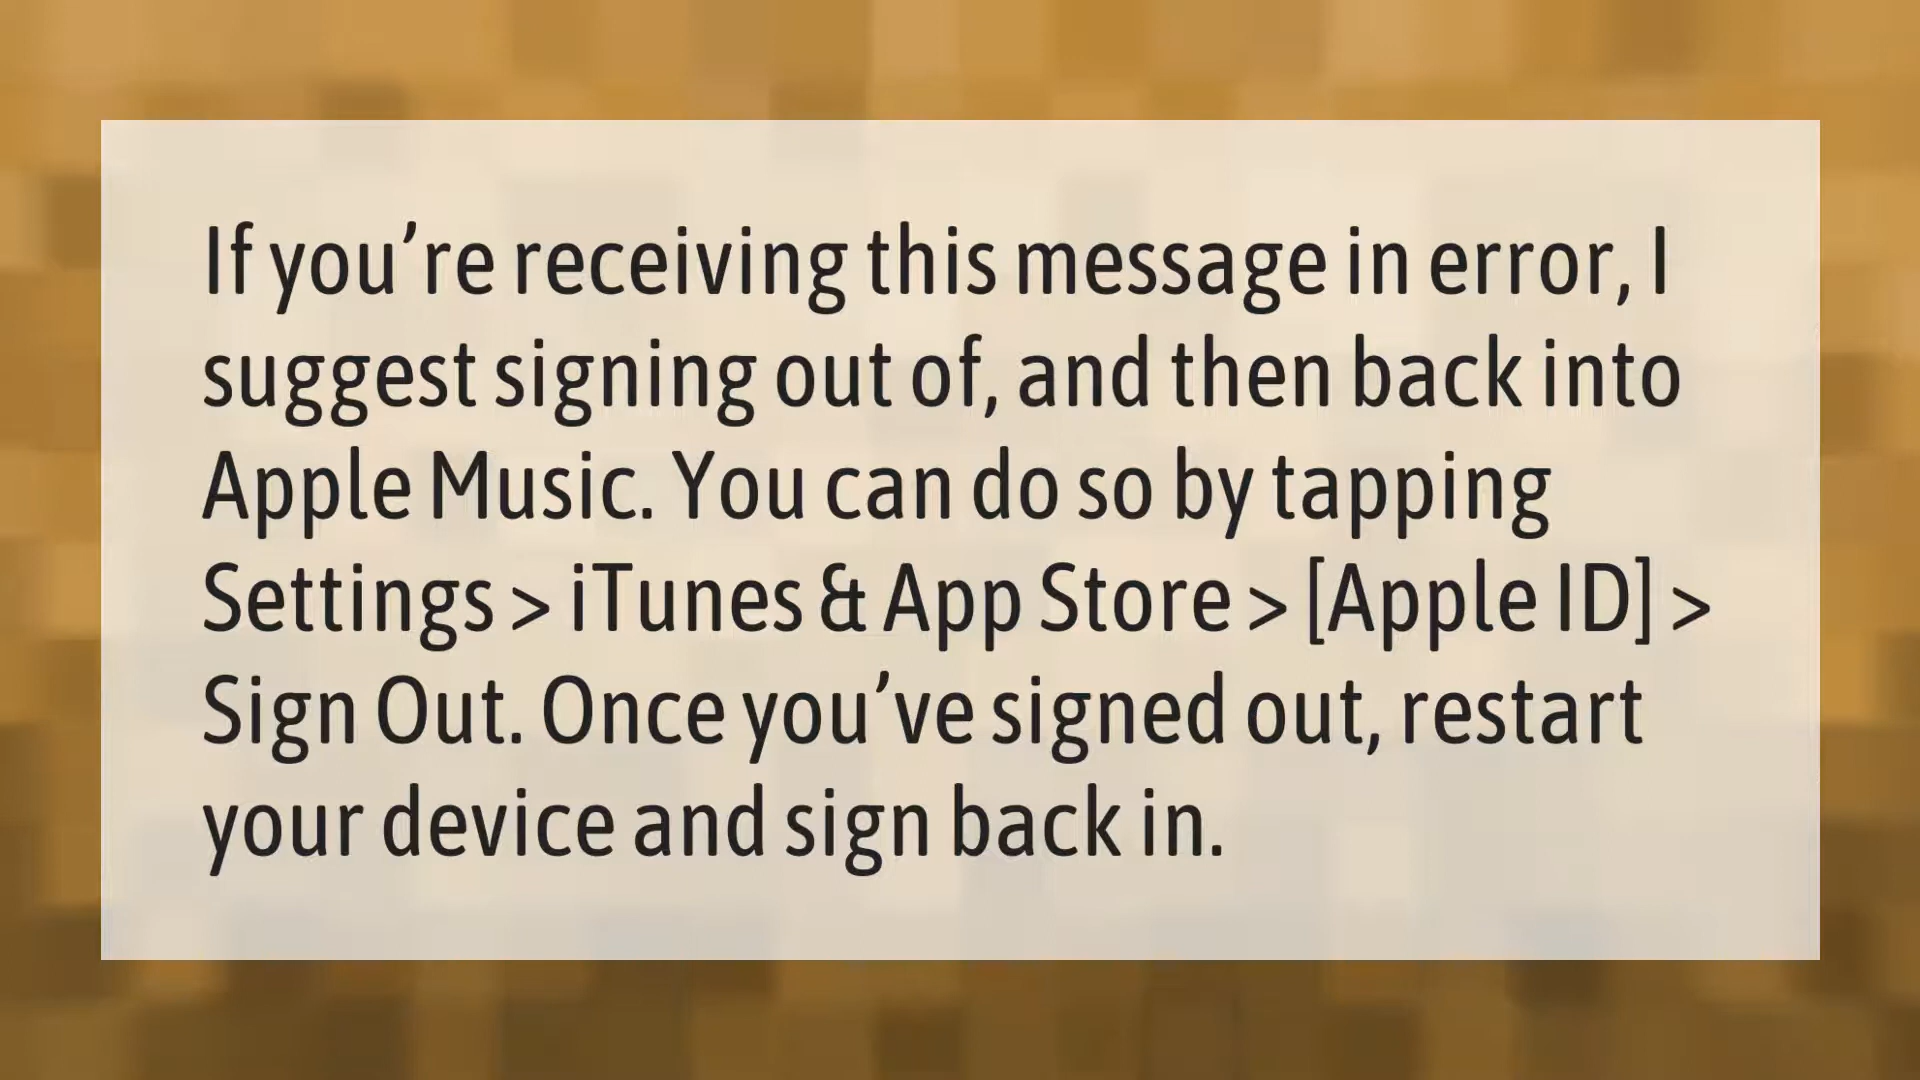 If you’re receiving this message in error, I
suggest signing out of, and then back into
Apple Music. You can do so by tapping
Settings > iTunes & App Store > [Apple ID] >
Sign Out. Once you’ve signed out, restart
your device and sign back in.